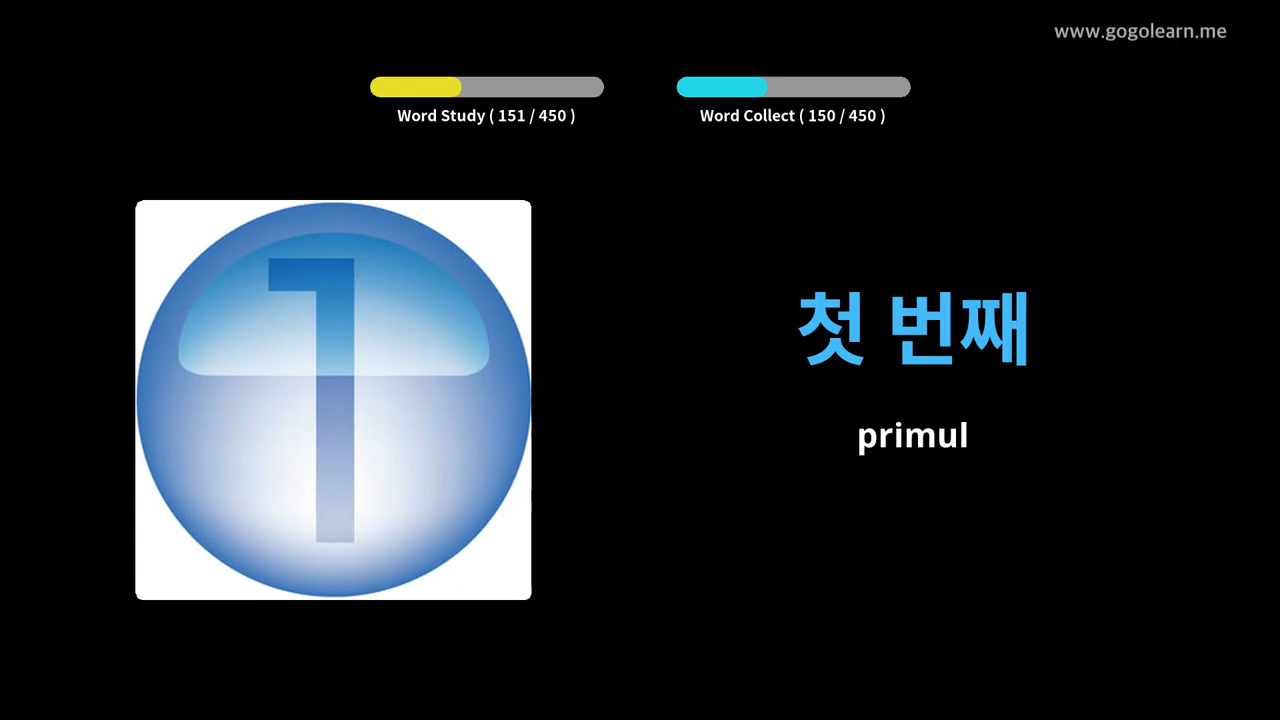 www.gogolearn.me
Word Study ( 151 / 450 )
Word Collect ( 150 / 450 )
1
첫 번째
primul